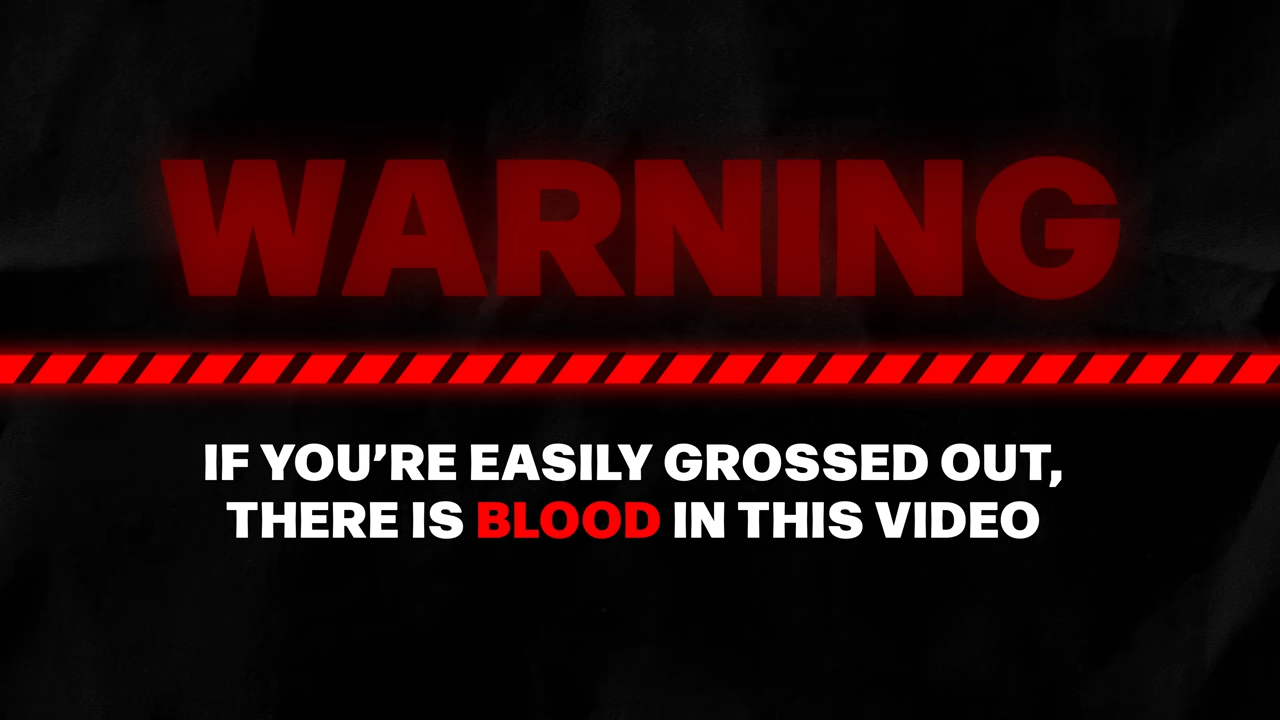 WARNING
IF YOU’RE EASILY GROSSED OUT,
THERE IS BLOOD IN THIS VIDEO